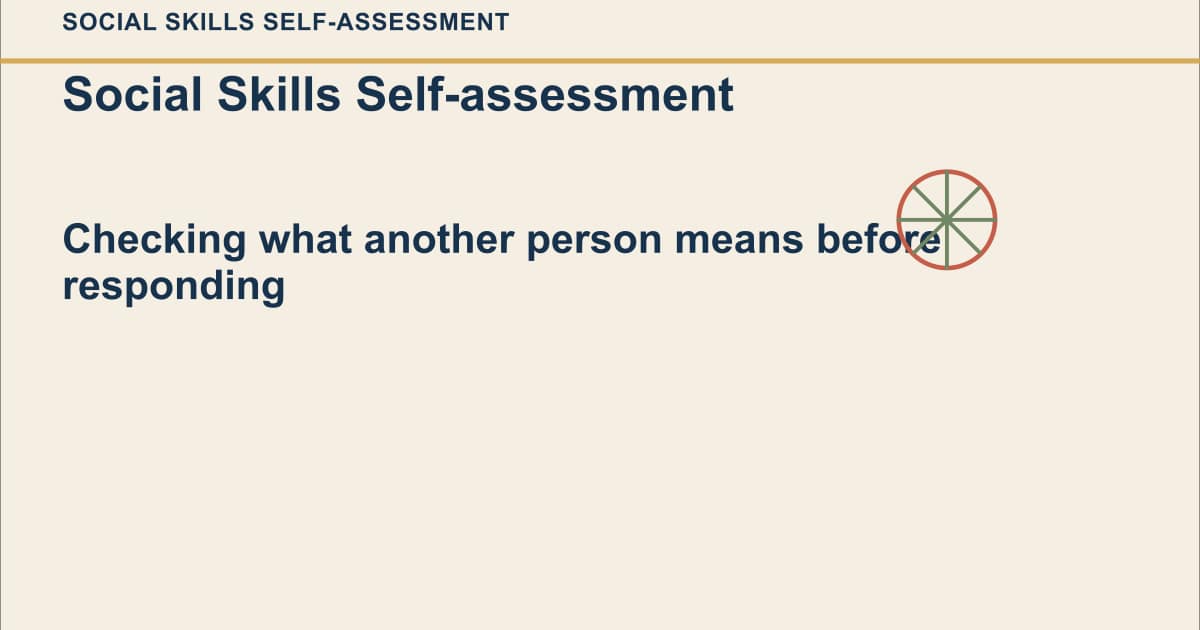 SOCIAL SKILLS SELF-ASSESSMENT
Social Skills Self-assessment
Checking what another person means before
responding